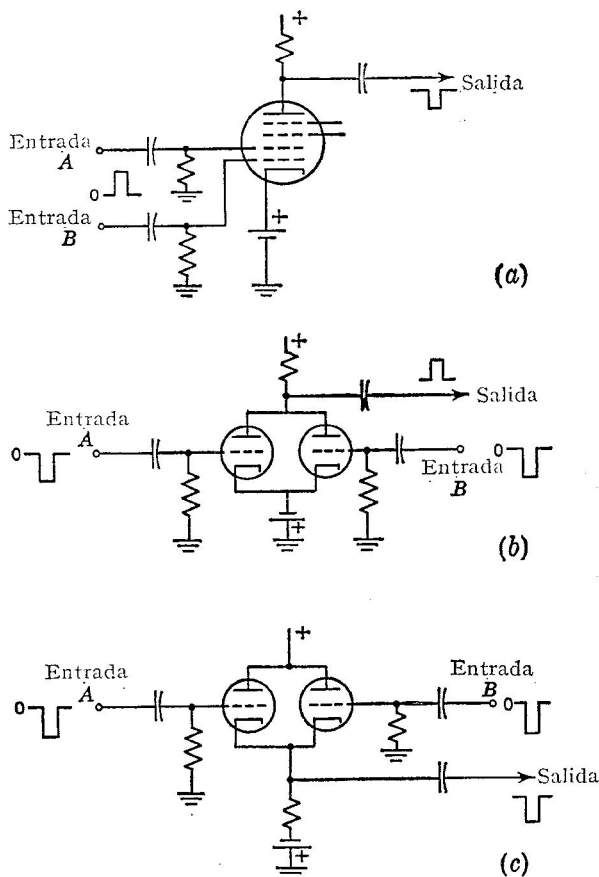 +
Salida
Entrada
A
0
Entrada
B
+
(a)
+
Salida
Entrada
A
0
Entrada
B
0
+
(b)
+
Entrada
A
0
Entrada
B
0
Salida
+
(c)